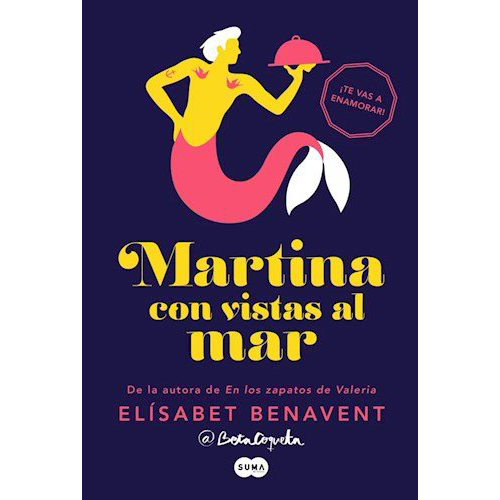 ¡TE VAS A
ENAMORAR!
Martina
con vistas al
mar
De la autora de En los zapatos de Valeria
ELÍSABET BENAVENT
@BetaCoqueta
SUMA